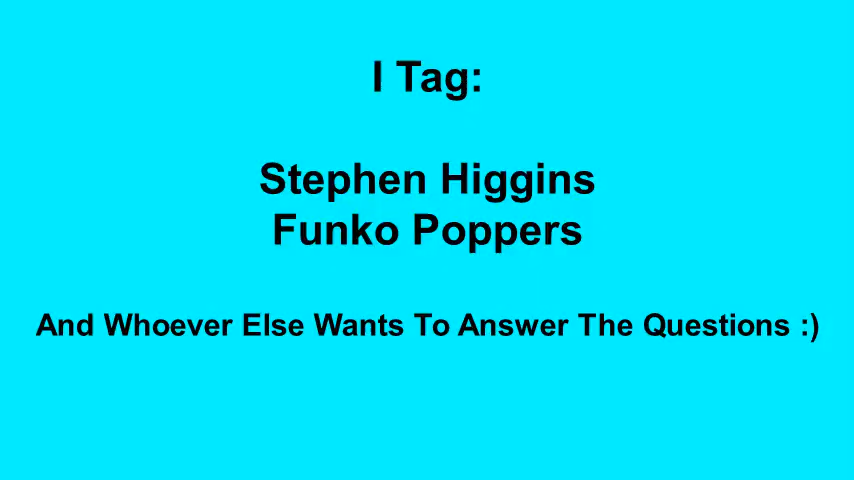 I Tag:
Stephen Higgins
Funko Poppers
And Whoever Else Wants To Answer The Questions :)